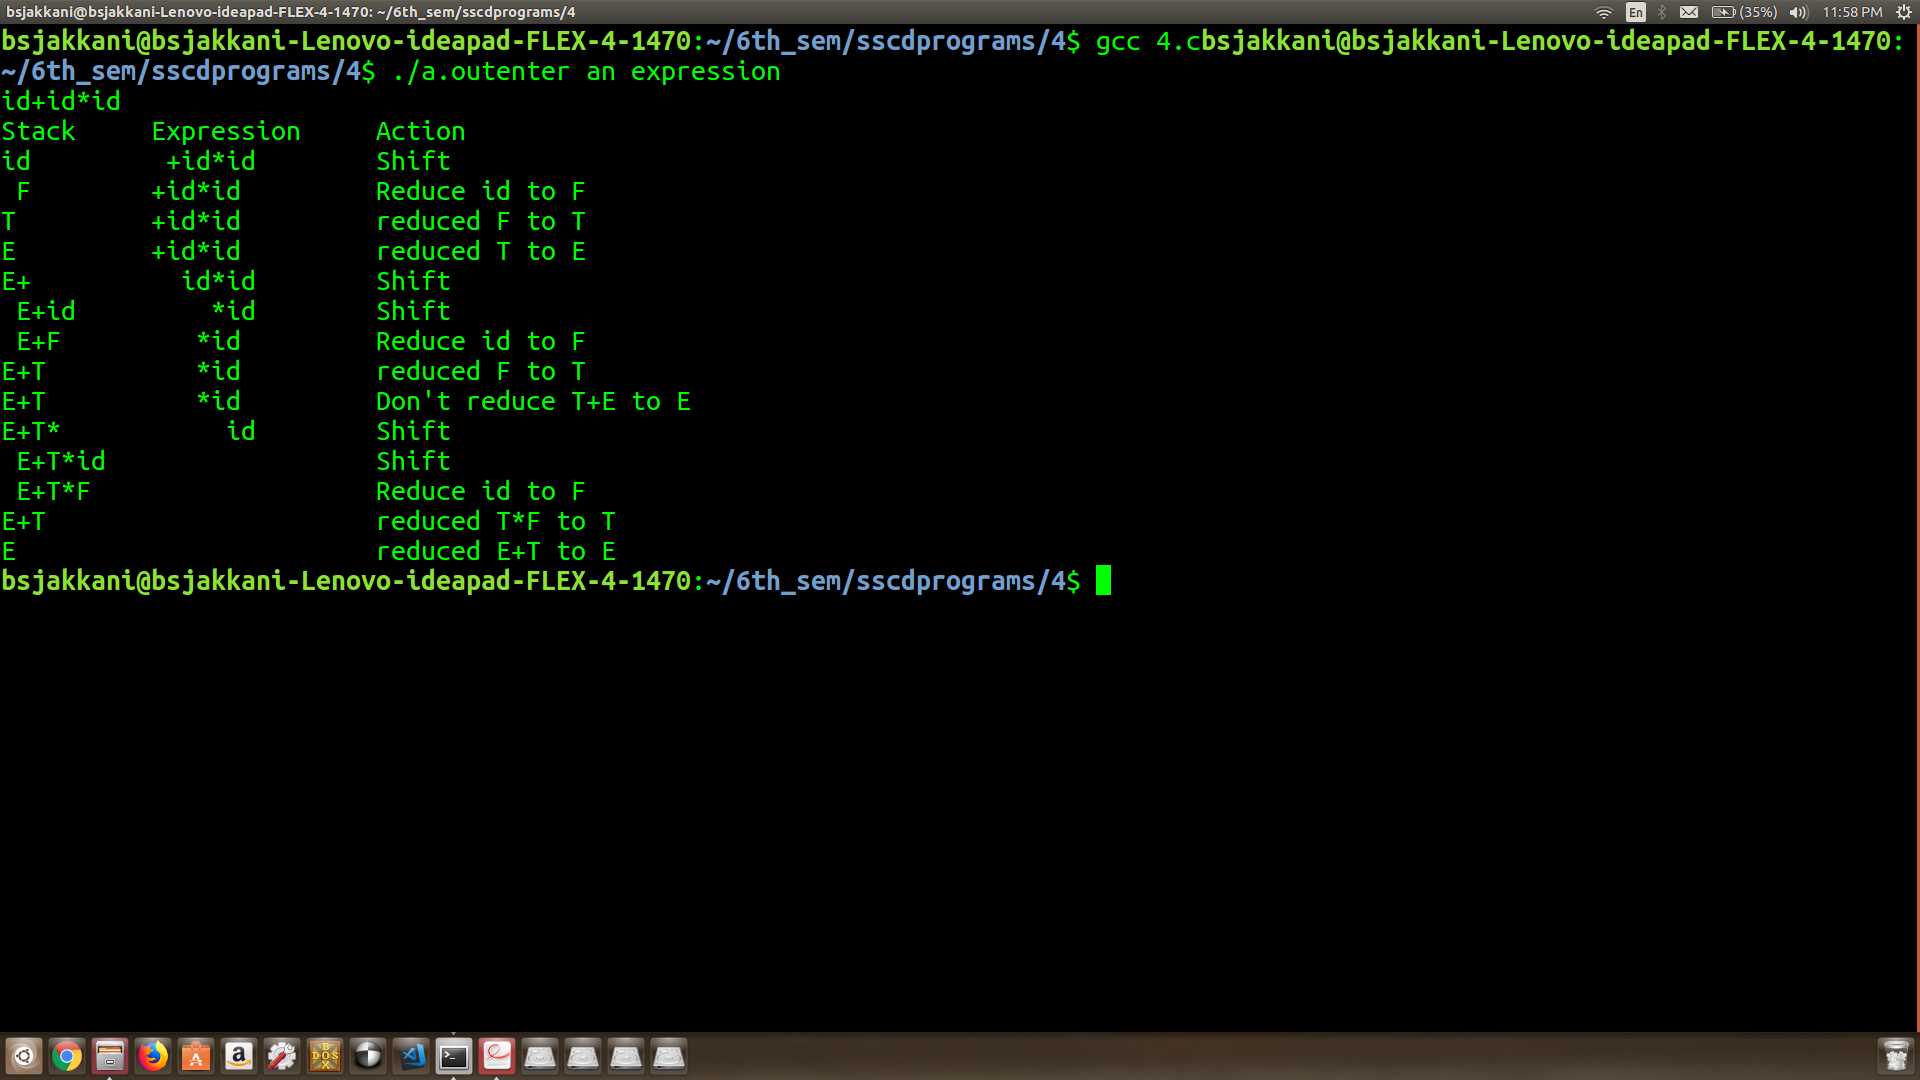 bsjakkani@bsjakkani-Lenovo-ideapad-FLEX-4-1470: ~/6th_sem/sscdprograms/4 En (35%) 11:58 PM
bsjakkani@bsjakkani-Lenovo-ideapad-FLEX-4-1470:~/6th_sem/sscdprograms/4$ gcc 4.cbsjakkani@bsjakkani-Lenovo-ideapad-FLEX-4-1470:
~/6th_sem/sscdprograms/4$ ./a.outenter an expression
id+id*id
Stack     Expression     Action
id         +id*id        Shift
 F        +id*id         Reduce id to F
T         +id*id         reduced F to T
E         +id*id         reduced T to E
E+          id*id        Shift
 E+id         *id        Shift
 E+F         *id         Reduce id to F
E+T          *id         reduced F to T
E+T          *id         Don't reduce T+E to E
E+T*           id        Shift
 E+T*id                  Shift
 E+T*F                   Reduce id to F
E+T                      reduced T*F to T
E                        reduced E+T to E
bsjakkani@bsjakkani-Lenovo-ideapad-FLEX-4-1470:~/6th_sem/sscdprograms/4$